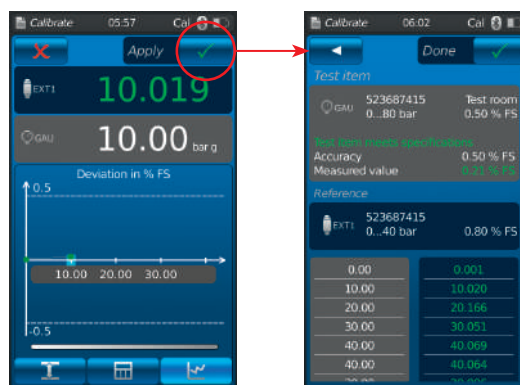 Calibrate 05:57 Cal
Apply
EXT1 10.019
GAU 10.00 bar g
Deviation in % FS
0.5
10.00 20.00 30.00
-0.5
Calibrate 06:02 Cal
Done
Test item
GAU 523687415 Test room
0...80 bar 0.50 % FS
Test item meets specifications
Accuracy 0.50 % FS
Measured value 0.21 % FS
Reference
EXT1 523687415
0...40 bar 0.80 % FS
0.00 0.001
10.00 10.020
20.00 20.166
30.00 30.051
40.00 40.069
40.00 40.064